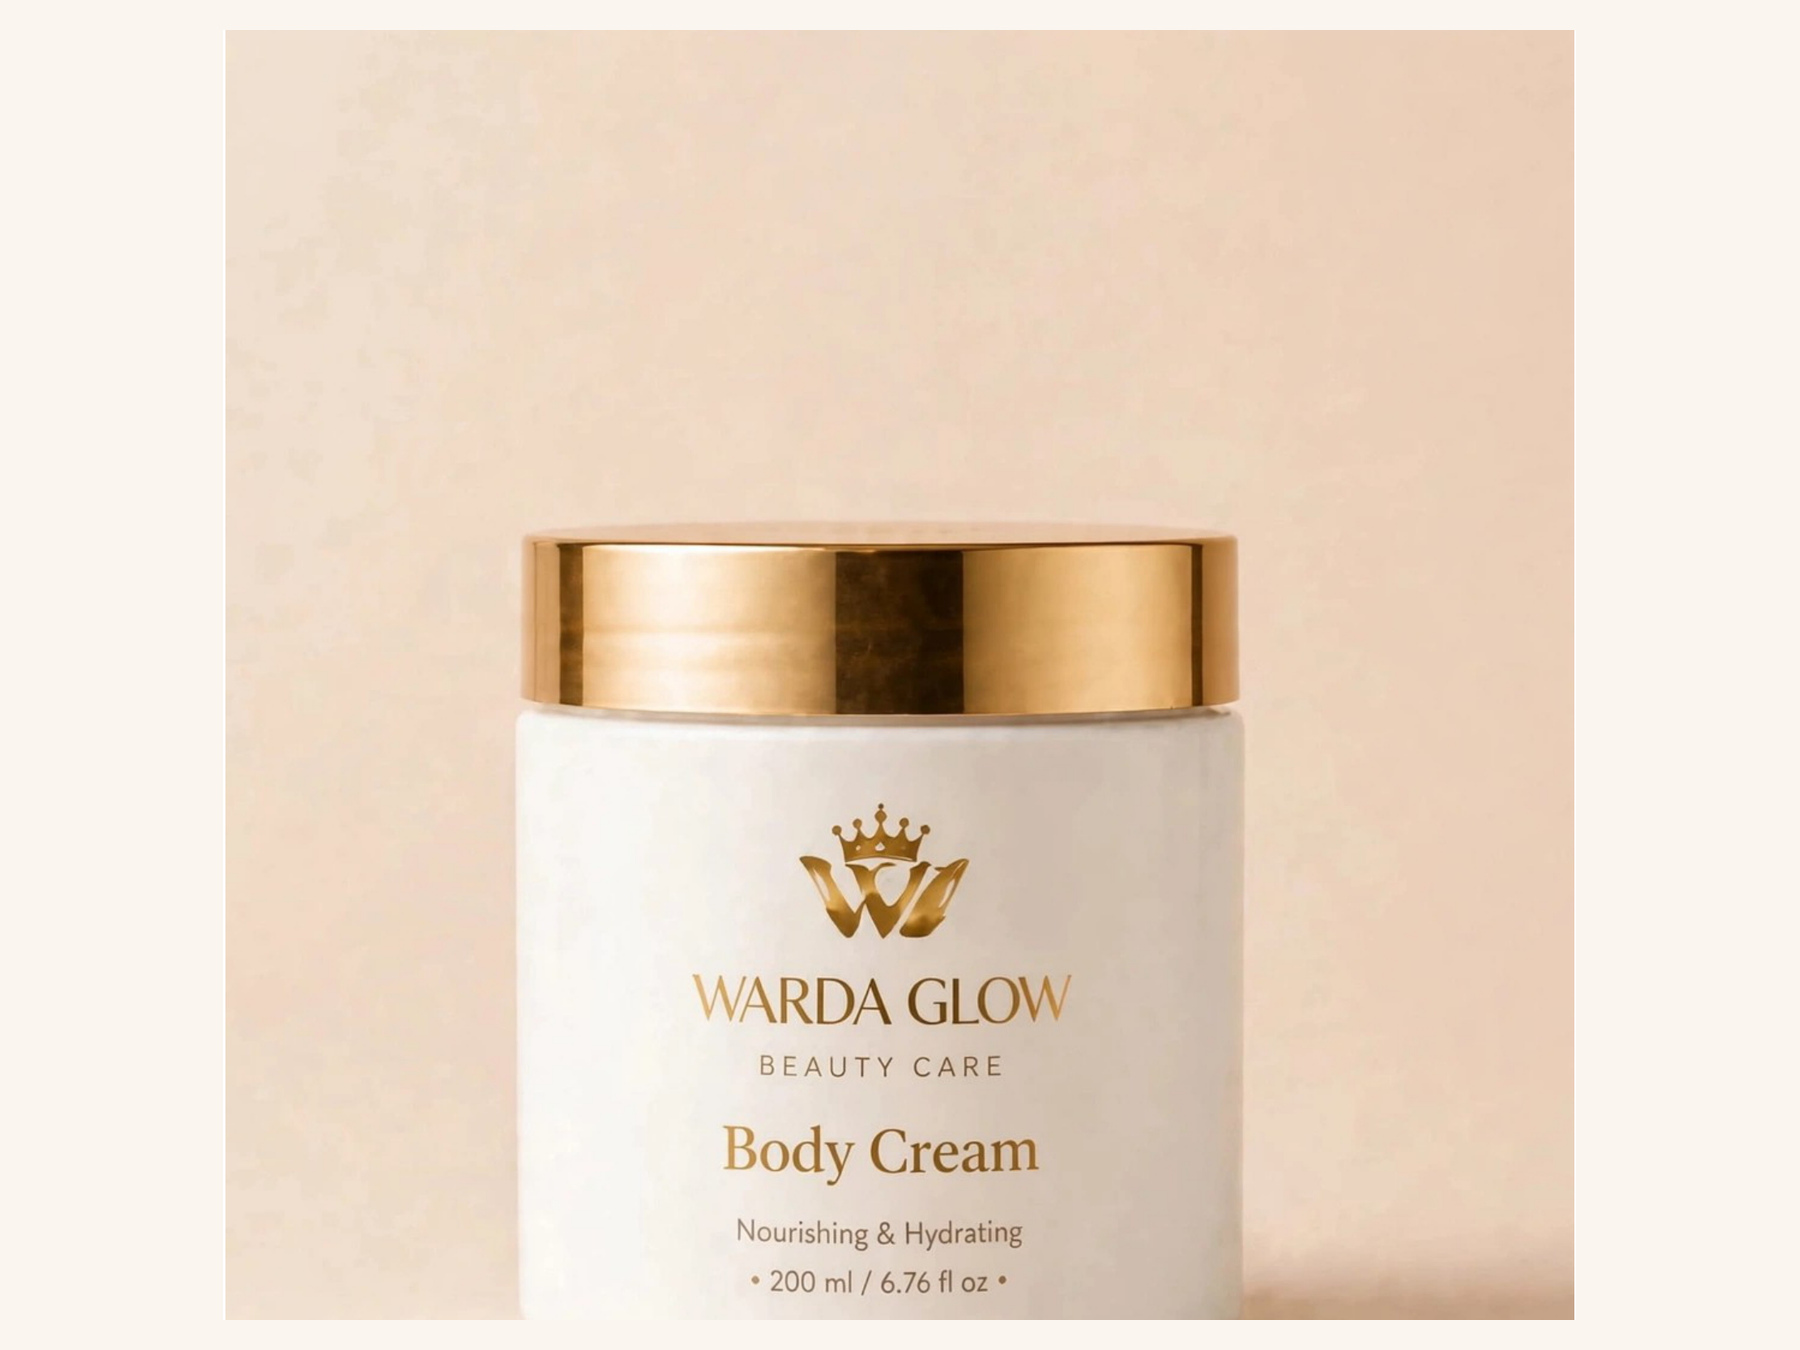 WARDA GLOW
BEAUTY CARE
Body Cream
Nourishing & Hydrating
• 200 ml / 6.76 fl oz •